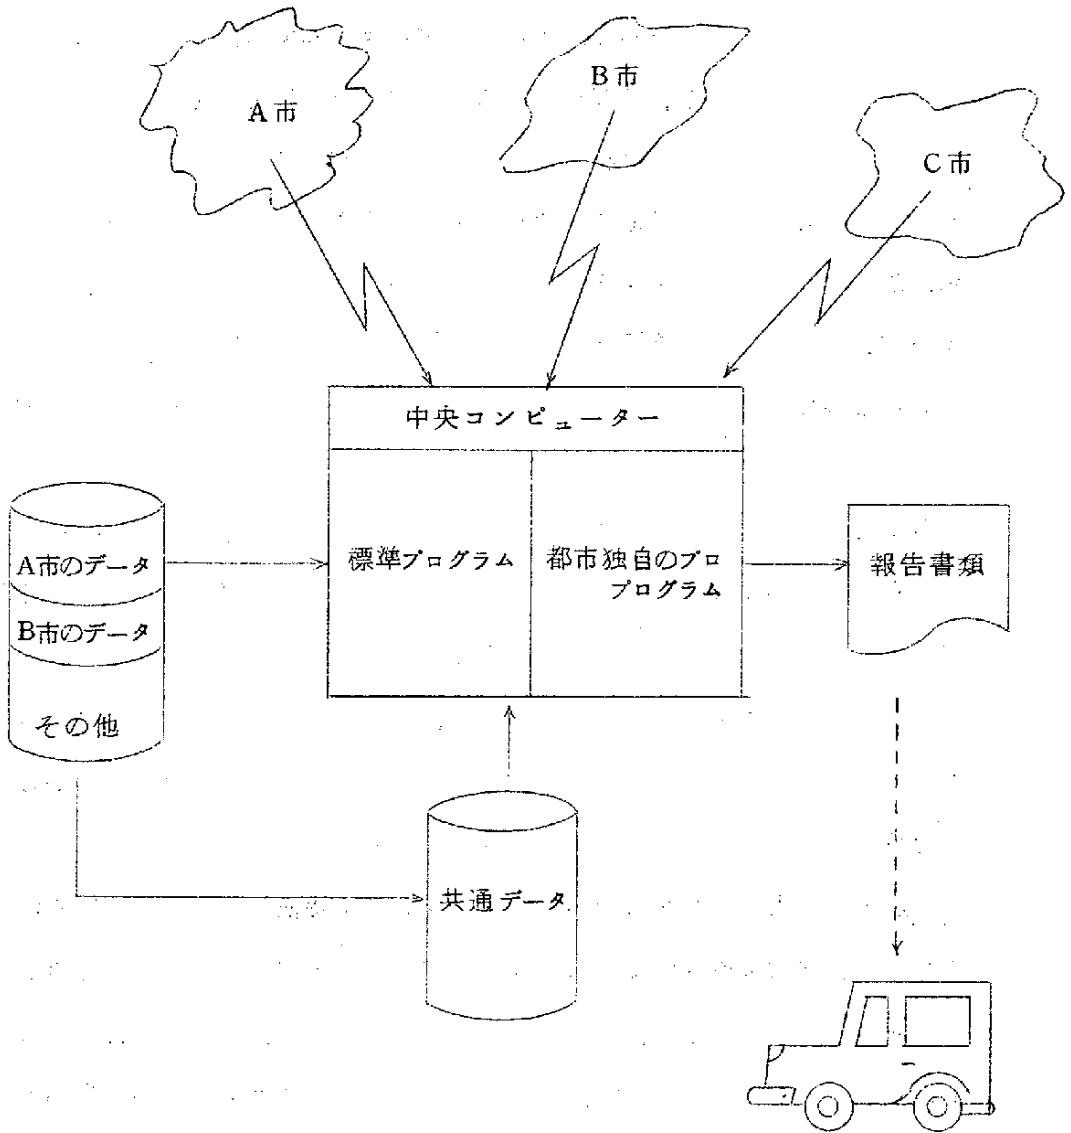 A市
B市
C市
中央コンピューター
標準プログラム
都市独自のプロ
プログラム
A市のデータ
B市のデータ
その他
報告書類
共通データ